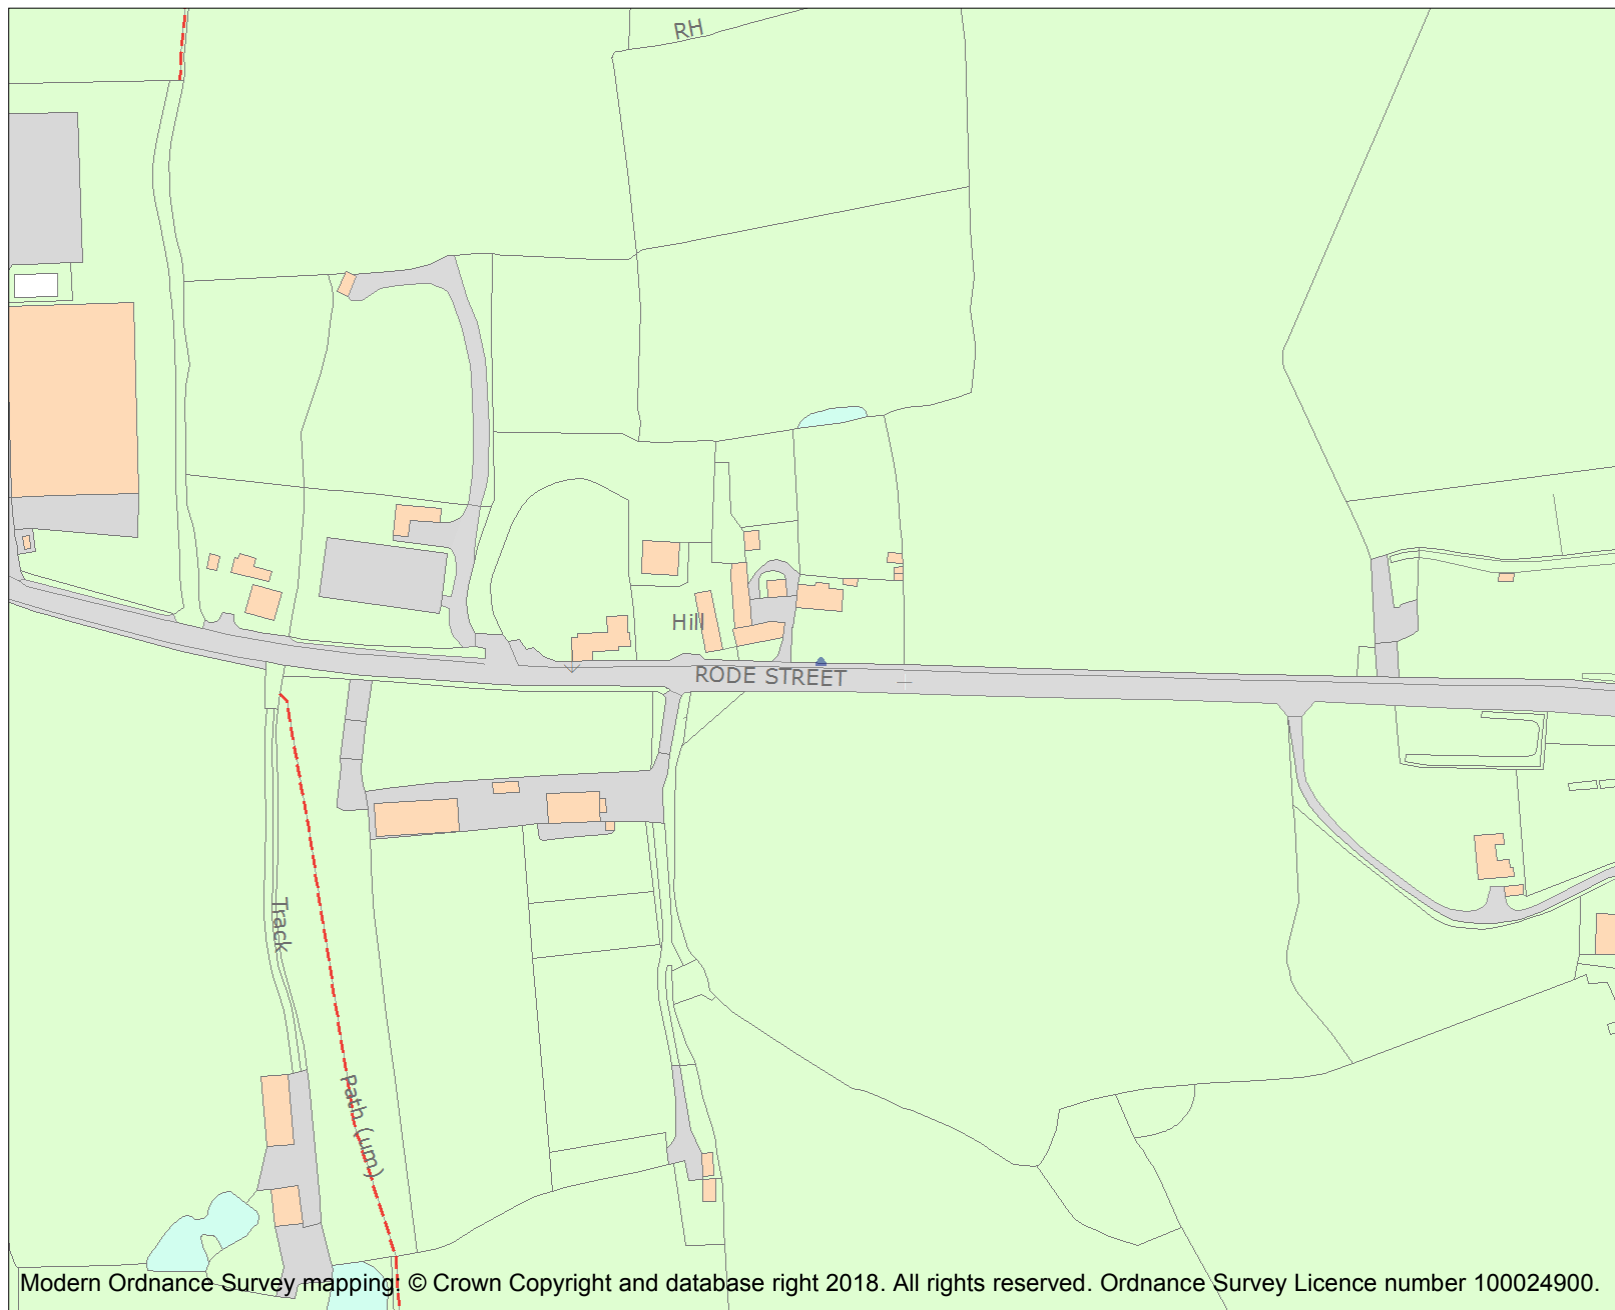 RH
Hill
RODE STREET
Track
Path (um)
Modern Ordnance Survey mapping: © Crown Copyright and database right 2018. All rights reserved. Ordnance Survey Licence number 100024900.